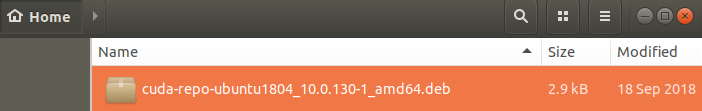 Home
Name Size Modified
cuda-repo-ubuntu1804_10.0.130-1_amd64.deb 2.9 kB 18 Sep 2018